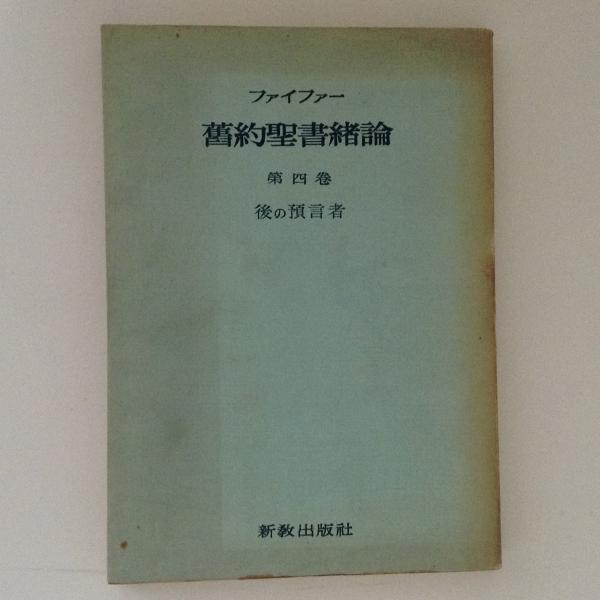 ファイファー
舊約聖書緒論
第四巻
後の預言者
新教出版社